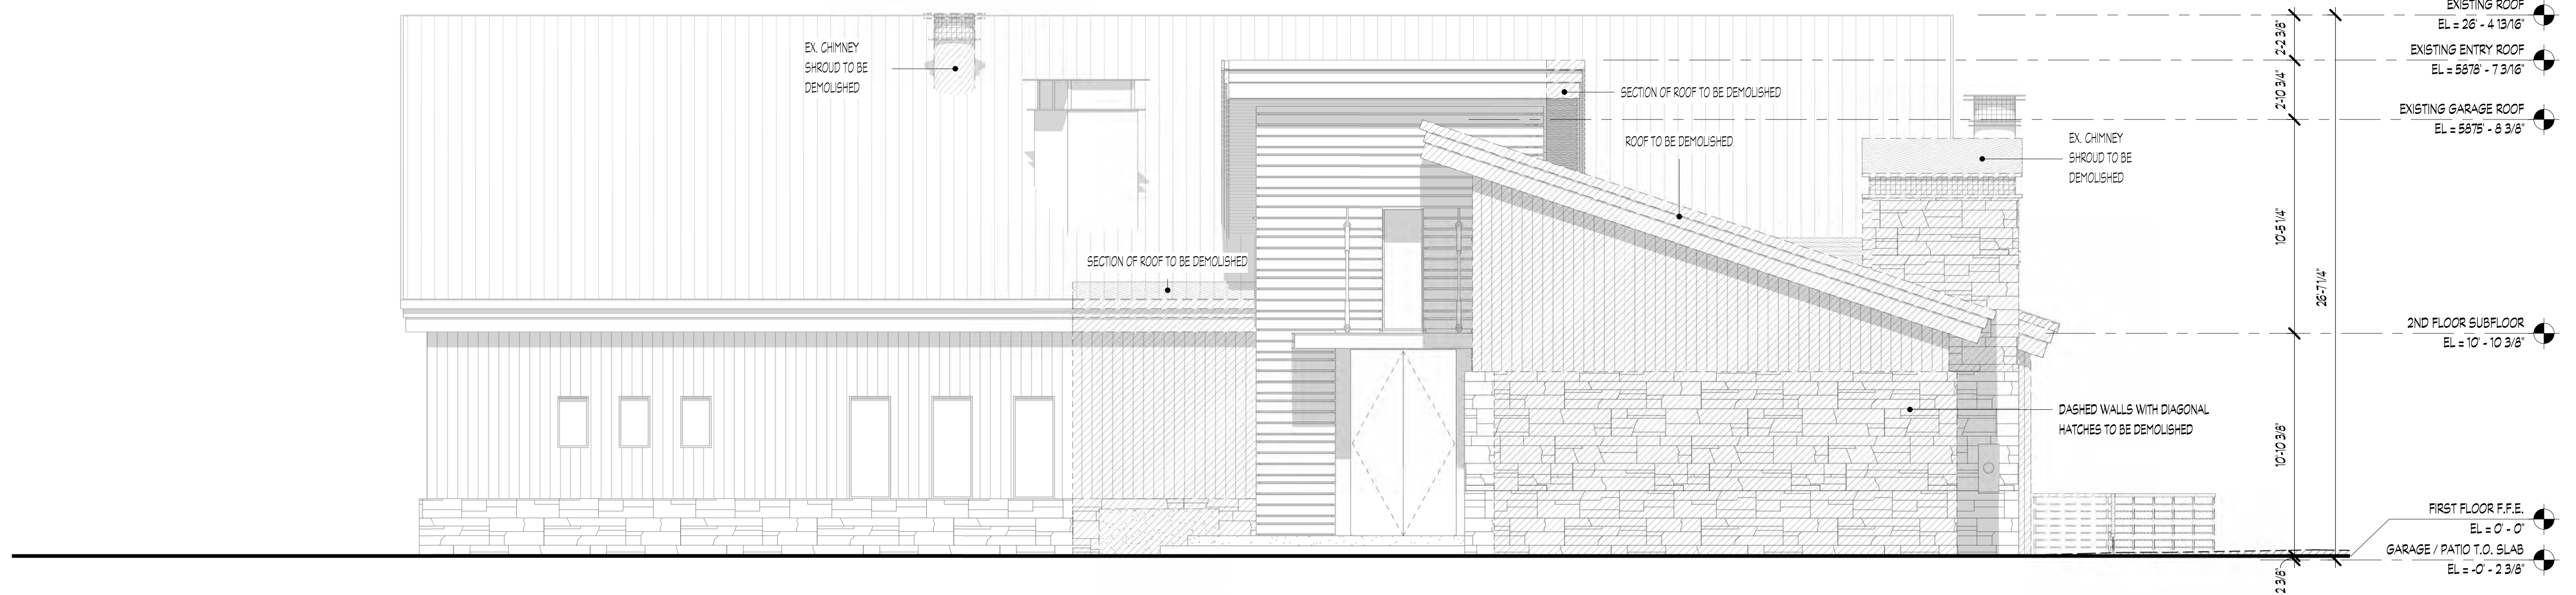 EXISTING ROOF
EL = 26' - 4 13/16"
EXISTING ENTRY ROOF
EL = 5878' - 7 3/16"
EXISTING GARAGE ROOF
EL = 5875' - 8 3/8"
2ND FLOOR SUBFLOOR
EL = 10' - 10 3/8"
FIRST FLOOR F.F.E.
EL = 0' - 0"
GARAGE / PATIO T.O. SLAB
EL = -0' - 2 3/8"
2'-2 3/8"
2'-10 3/4"
10'-5 1/4"
26'-7 1/4"
10'-10 3/8"
2 3/8"
EX. CHIMNEY
SHROUD TO BE
DEMOLISHED
SECTION OF ROOF TO BE DEMOLISHED
ROOF TO BE DEMOLISHED
EX. CHIMNEY
SHROUD TO BE
DEMOLISHED
SECTION OF ROOF TO BE DEMOLISHED
DASHED WALLS WITH DIAGONAL
HATCHES TO BE DEMOLISHED